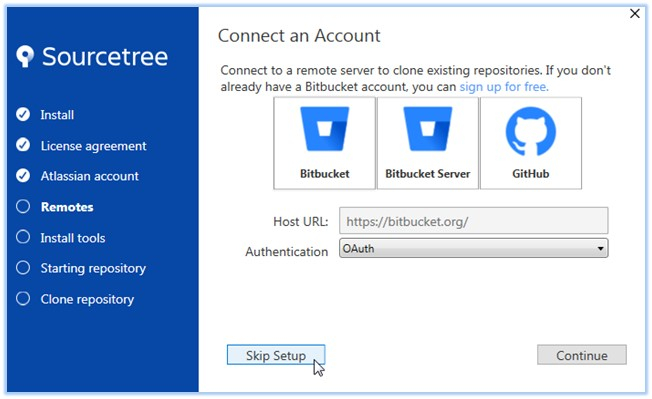 Sourcetree
Install
License agreement
Atlassian account
Remotes
Install tools
Starting repository
Clone repository
Connect an Account
Connect to a remote server to clone existing repositories. If you don't
already have a Bitbucket account, you can sign up for free.
Bitbucket
Bitbucket Server
GitHub
Host URL: https://bitbucket.org/
Authentication OAuth
Skip Setup
Continue